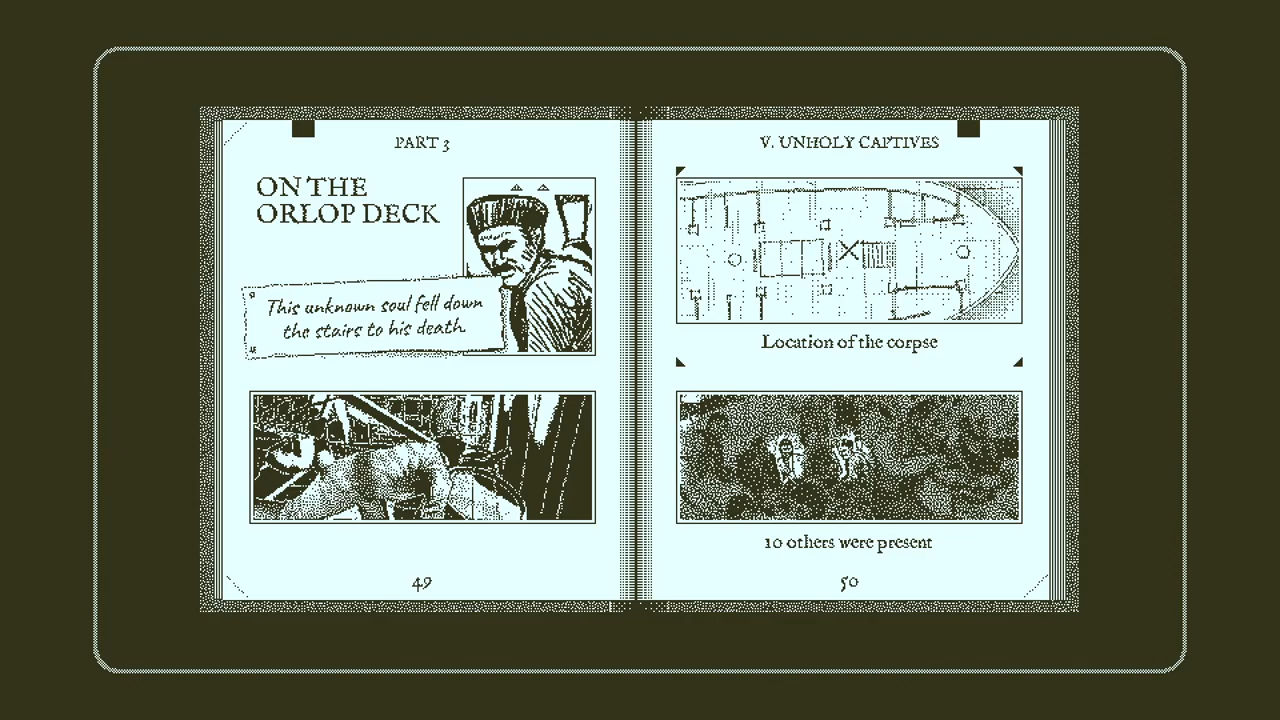 PART 3
ON THE
ORLOP DECK
This unknown soul fell down
the stairs to his death.
49
V. UNHOLY CAPTIVES
Location of the corpse
10 others were present
50